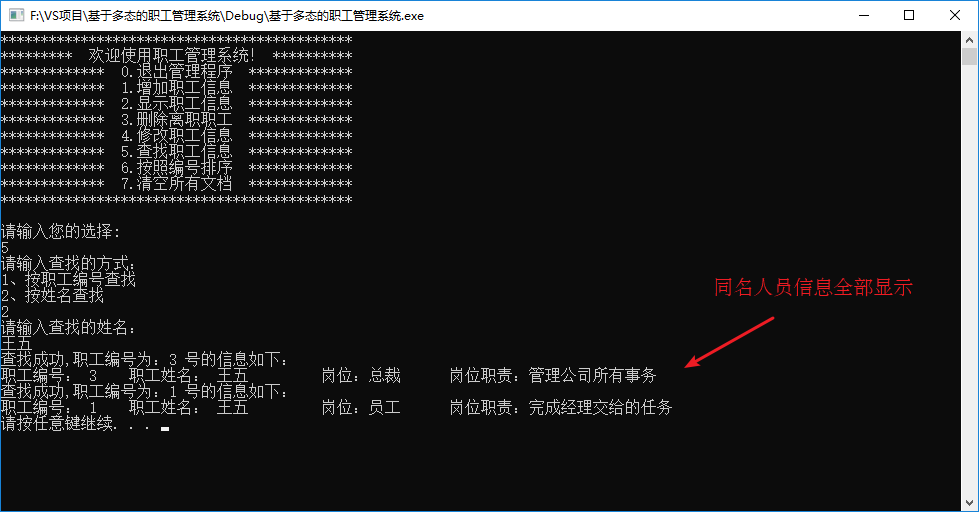 F:\VS项目\基于多态的职工管理系统\Debug\基于多态的职工管理系统.exe
********************************************
*********  欢迎使用职工管理系统!  **********
*************  0.退出管理程序  *************
*************  1.增加职工信息  *************
*************  2.显示职工信息  *************
*************  3.删除离职职工  *************
*************  4.修改职工信息  *************
*************  5.查找职工信息  *************
*************  6.按照编号排序  *************
*************  7.清空所有文档  *************
********************************************
请输入您的选择:
5
请输入查找的方式:
1、按职工编号查找
2、按姓名查找
2
请输入查找的姓名:
王五
同名人员信息全部显示
查找成功,职工编号为: 3 号的信息如下:
职工编号: 3    职工姓名: 王五    岗位: 总裁    岗位职责: 管理公司所有事务
查找成功,职工编号为: 1 号的信息如下:
职工编号: 1    职工姓名: 王五    岗位: 员工    岗位职责: 完成经理交给的任务
请按任意键继续. . .